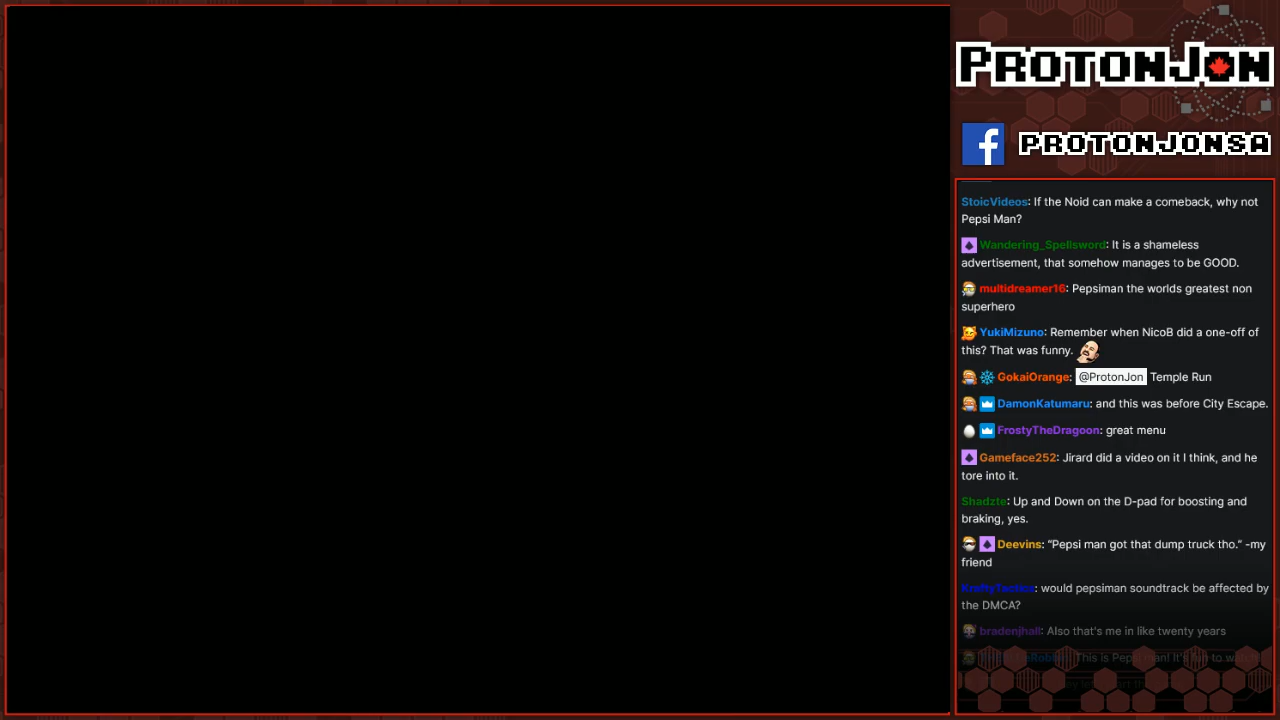 PROTONJON
PROTONJONSA
StoicVideos: If the Noid can make a comeback, why not
Pepsi Man?
Wandering_Spellsword: It is a shameless
advertisement, that somehow manages to be GOOD.
multidreamer16: Pepsiman the worlds greatest non
superhero
YukiMizuno: Remember when NicoB did a one-off of
this? That was funny.
GokaiOrange: @ProtonJon Temple Run
DamonKatumaru: and this was before City Escape.
FrostyTheDragoon: great menu
Gameface252: Jirard did a video on it I think, and he
tore into it.
Shadzte: Up and Down on the D-pad for boosting and
braking, yes.
Deevins: “Pepsi man got that dump truck tho.” -my
friend
KraftyTactics: would pepsiman soundtrack be affected by
the DMCA?
bradenjhall: Also that's me in like twenty years
This is Pepsiman! It's fun to watch